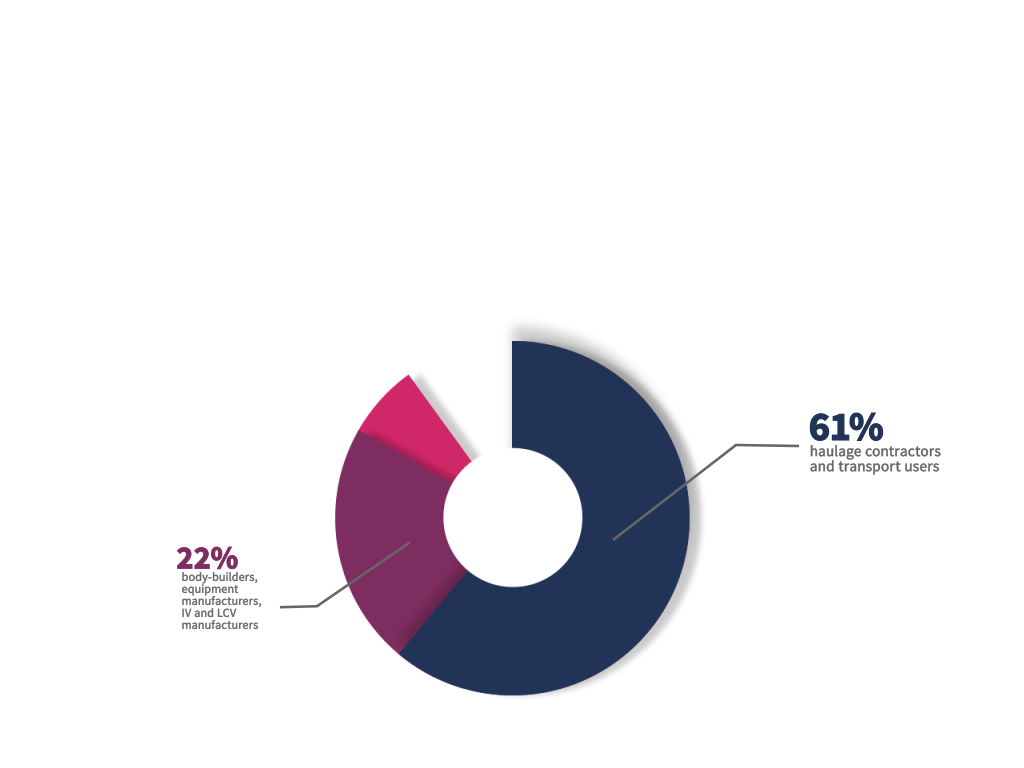 61%
haulage contractors
and transport users
22%
body-builders,
equipment
manufacturers,
IV and LCV
manufacturers